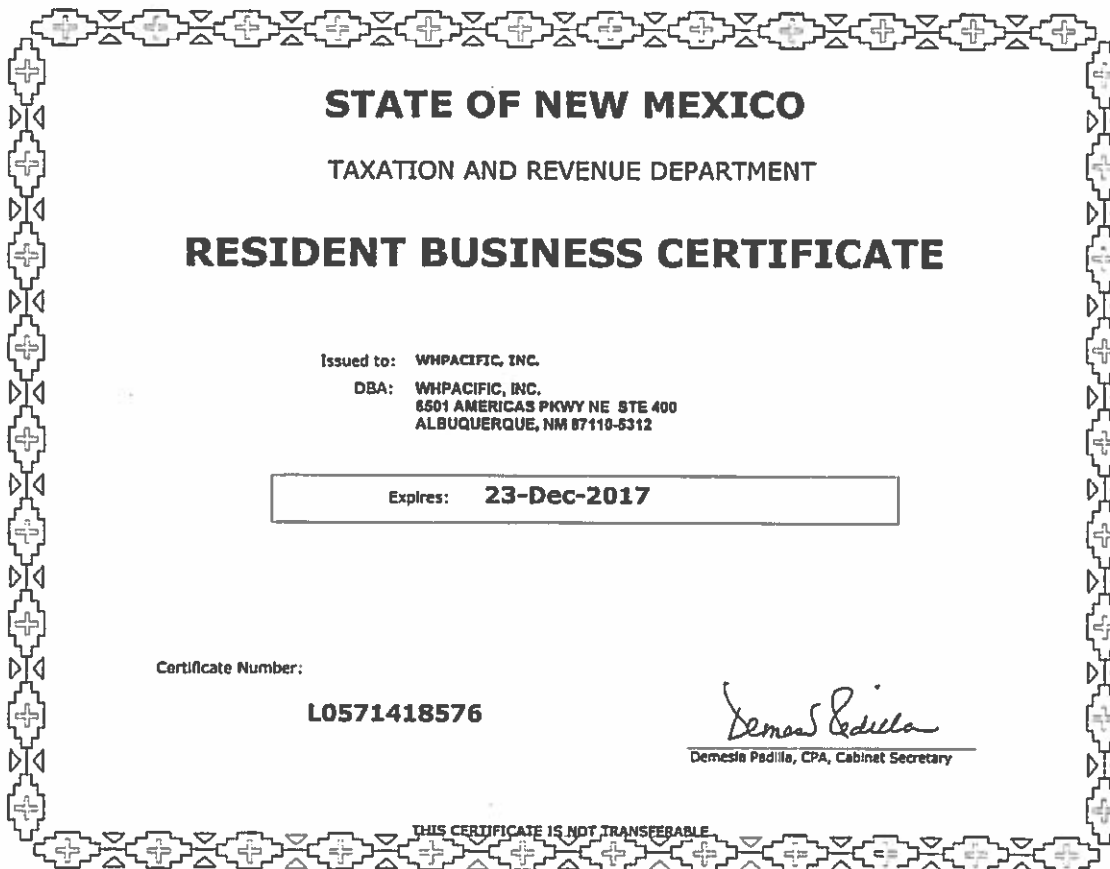 STATE OF NEW MEXICO
TAXATION AND REVENUE DEPARTMENT
RESIDENT BUSINESS CERTIFICATE
Issued to: WHPACIFIC, INC.
DBA: WHPACIFIC, INC.
6501 AMERICAS PKWY NE STE 400
ALBUQUERQUE, NM 87110-5312
Expires: 23-Dec-2017
Certificate Number:
L0571418576
Demesia Padilla, CPA, Cabinet Secretary
THIS CERTIFICATE IS NOT TRANSFERABLE